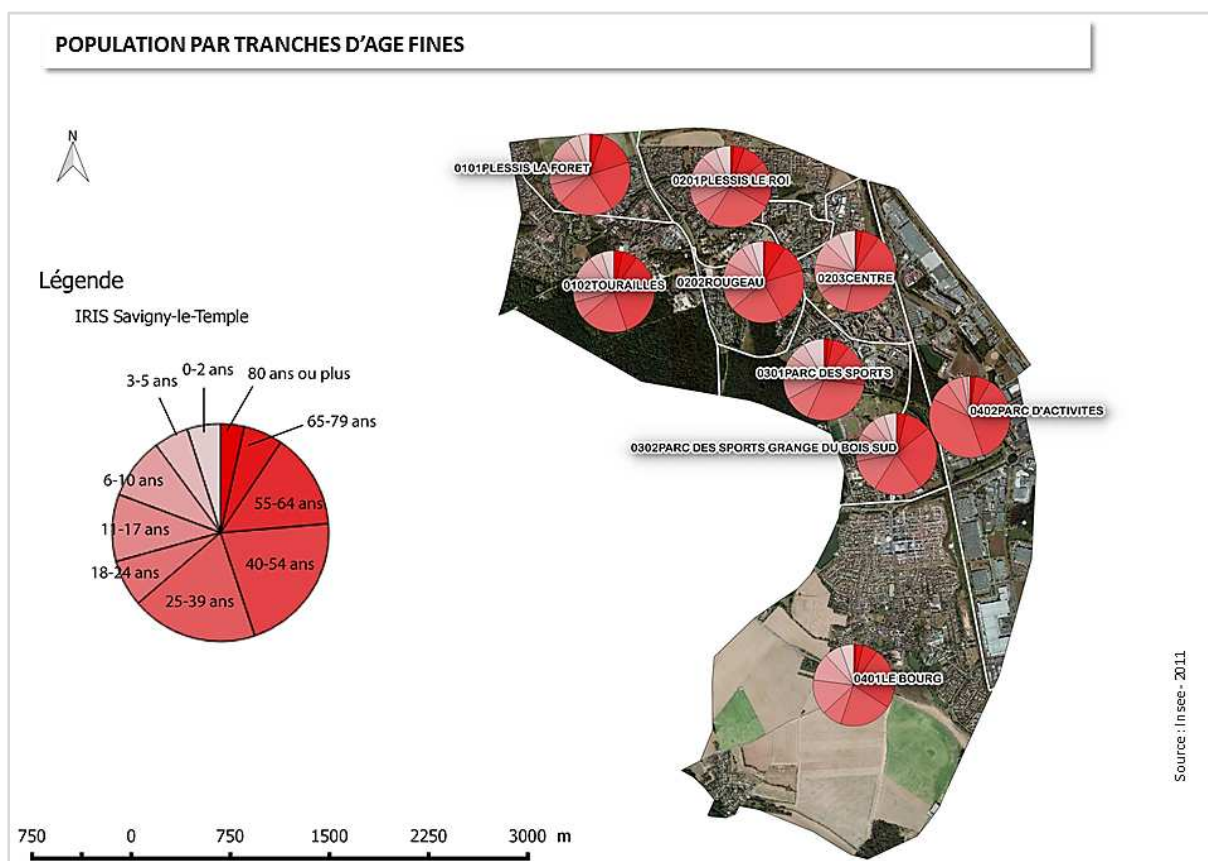 POPULATION PAR TRANCHES D'AGE FINES
N
Légende
IRIS Savigny-le-Temple
0-2 ans
80 ans ou plus
3-5 ans
65-79 ans
6-10 ans
55-64 ans
11-17 ans
40-54 ans
18-24 ans
25-39 ans
0101PLESSIS LA FORET
0201PLESSIS LE ROI
0102TOURAILLES
0202ROUGEAU
0203CENTRE
0301PARC DES SPORTS
0402PARC D'ACTIVITES
0302PARC DES SPORTS GRANGE DU BOIS SUD
0401LE BOURG
Source : Insee - 2011
750 0 750 1500 2250 3000 m